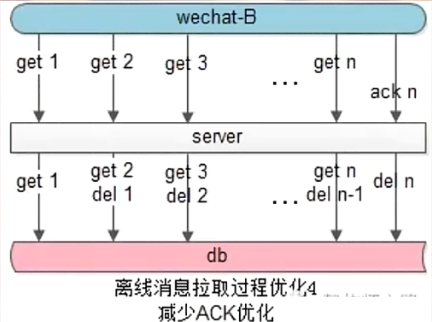 wechat-B
get 1 get 2 get 3 ... get n
ack n
server
get 1 get 2 get 3 get n del n
del 1 del 2 ... del n-1
db
离线消息拉取过程优化4
减少ACK优化